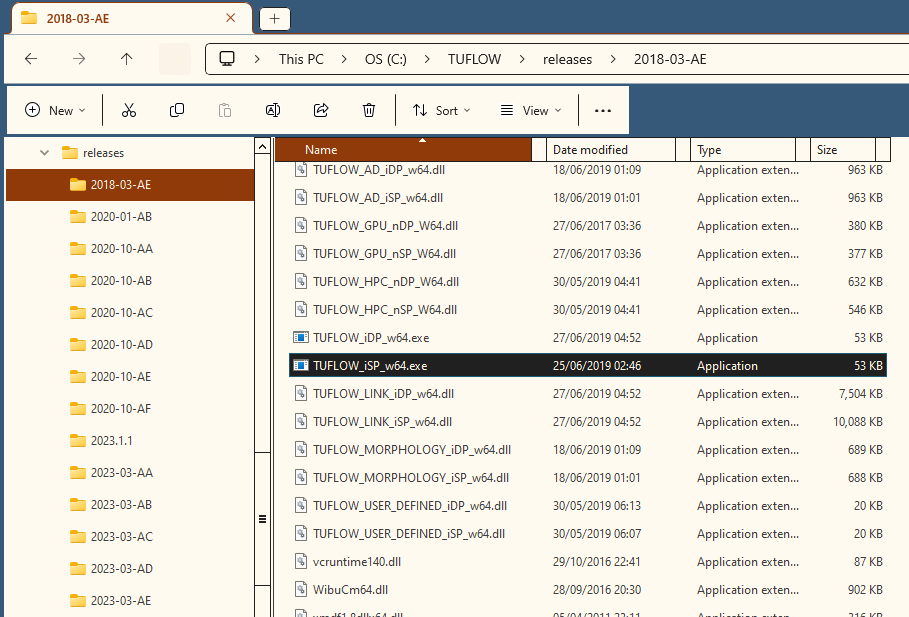 2018-03-AE
This PC > OS (C:) > TUFLOW > releases > 2018-03-AE
New Sort View
releases
2018-03-AE
2020-01-AB
2020-10-AA
2020-10-AB
2020-10-AC
2020-10-AD
2020-10-AE
2020-10-AF
2023.1.1
2023-03-AA
2023-03-AB
2023-03-AC
2023-03-AD
2023-03-AE
Name Date modified Type Size
TUFLOW_AD_iDP_w64.dll 18/06/2019 01:09 Application exten... 963 KB
TUFLOW_AD_iSP_w64.dll 18/06/2019 01:01 Application exten... 963 KB
TUFLOW_GPU_nDP_W64.dll 27/06/2017 03:36 Application exten... 380 KB
TUFLOW_GPU_nSP_W64.dll 27/06/2017 03:36 Application exten... 377 KB
TUFLOW_HPC_nDP_W64.dll 30/05/2019 04:41 Application exten... 632 KB
TUFLOW_HPC_nSP_W64.dll 30/05/2019 04:41 Application exten... 546 KB
TUFLOW_iDP_w64.exe 27/06/2019 04:52 Application 53 KB
TUFLOW_iSP_w64.exe 25/06/2019 02:46 Application 53 KB
TUFLOW_LINK_iDP_w64.dll 27/06/2019 04:52 Application exten... 7,504 KB
TUFLOW_LINK_iSP_w64.dll 27/06/2019 04:52 Application exten... 10,088 KB
TUFLOW_MORPHOLOGY_iDP_w64.dll 18/06/2019 01:09 Application exten... 689 KB
TUFLOW_MORPHOLOGY_iSP_w64.dll 18/06/2019 01:01 Application exten... 688 KB
TUFLOW_USER_DEFINED_iDP_w64.dll 30/05/2019 06:13 Application exten... 20 KB
TUFLOW_USER_DEFINED_iSP_w64.dll 30/05/2019 06:07 Application exten... 20 KB
vcruntime140.dll 29/10/2016 22:41 Application exten... 87 KB
WibuCm64.dll 28/09/2016 20:30 Application exten... 902 KB